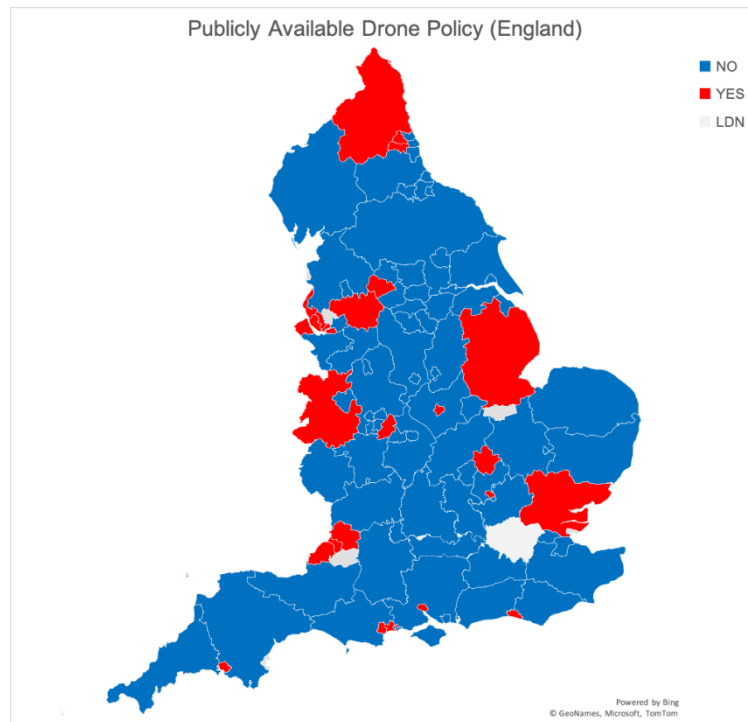 Publicly Available Drone Policy (England)
NO
YES
LDN
Powered by Bing
© GeoNames, Microsoft, TomTom